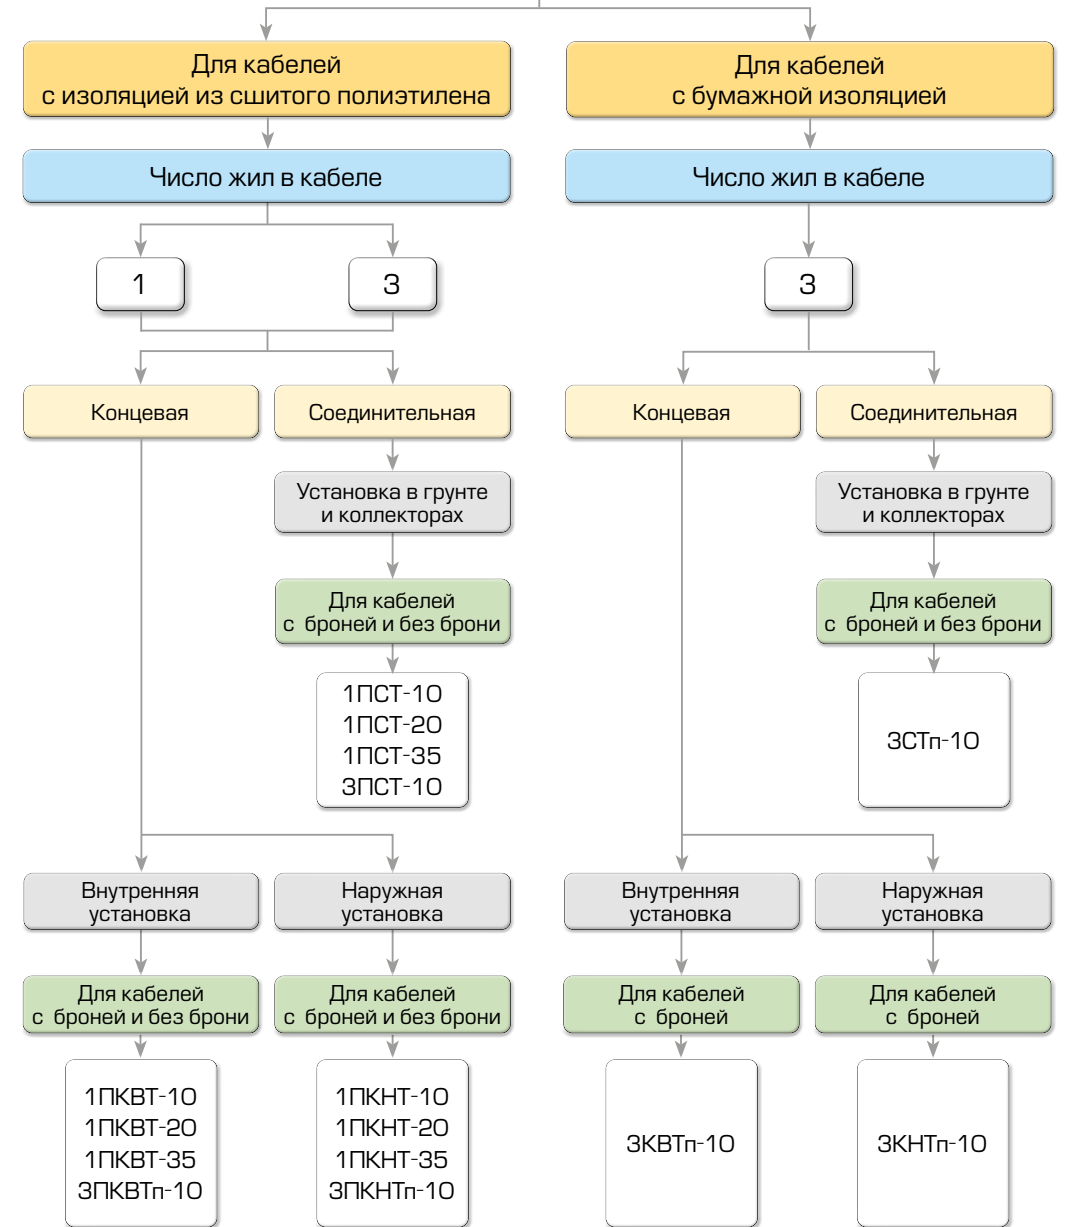 Для кабелей
с изоляцией из сшитого полиэтилена
Число жил в кабеле
1
3
Концевая
Соединительная
Установка в грунте
и коллекторах
Для кабелей
с броней и без брони
1ПСТ-10
1ПСТ-20
1ПСТ-35
3ПСТ-10
Внутренняя
установка
Для кабелей
с броней и без брони
1ПКВТ-10
1ПКВТ-20
1ПКВТ-35
3ПКВТп-10
Наружная
установка
Для кабелей
с броней и без брони
1ПКНТ-10
1ПКНТ-20
1ПКНТ-35
3ПКНТп-10
Для кабелей
с бумажной изоляцией
Число жил в кабеле
3
Концевая
Соединительная
Установка в грунте
и коллекторах
Для кабелей
с броней и без брони
3СТп-10
Внутренняя
установка
Для кабелей
с броней
3КВТп-10
Наружная
установка
Для кабелей
с броней
3КНТп-10